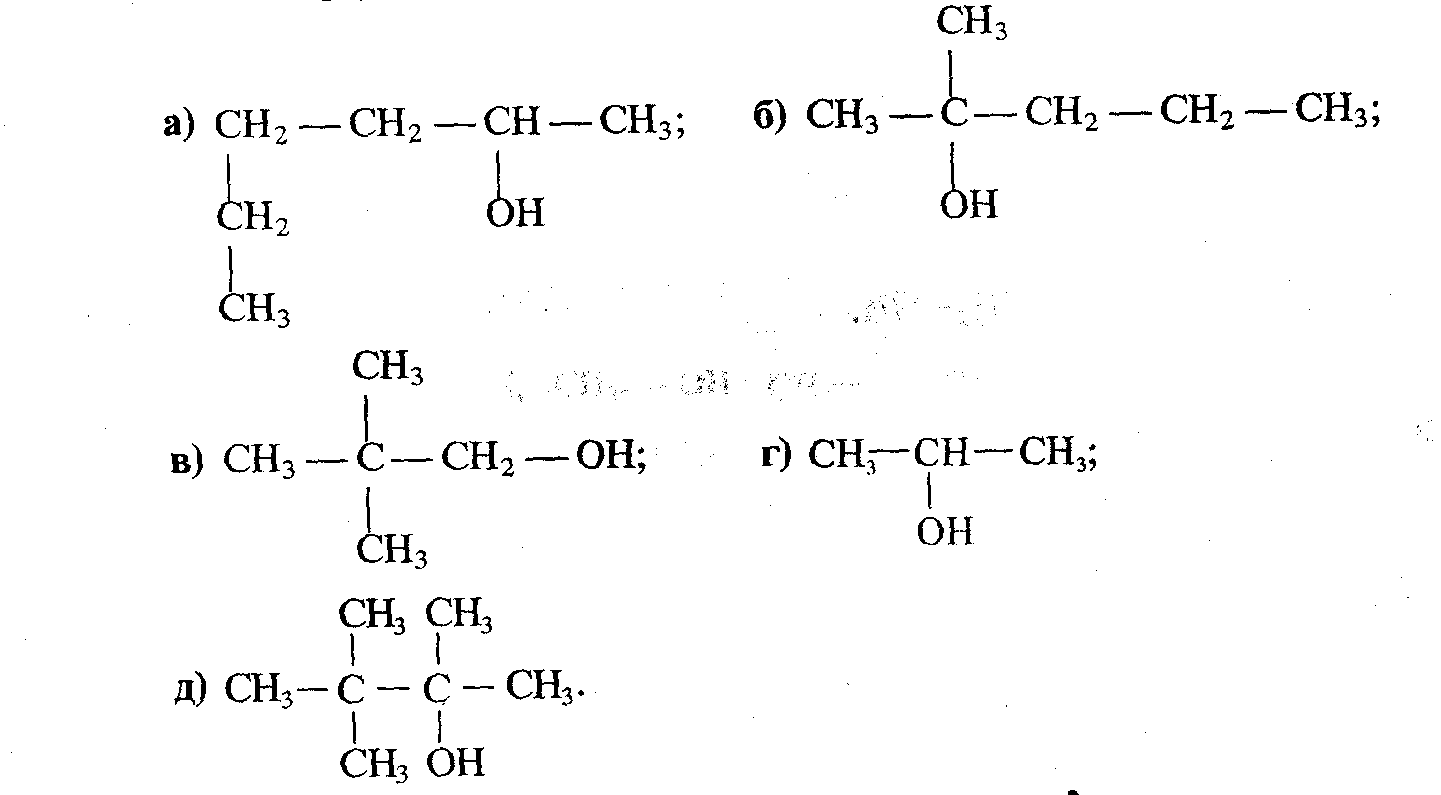 CH₃
а) CH₂—CH₂—CH—CH₃; б) CH₃—C—CH₂—CH₂—CH₃;
CH₂ OH OH
CH₃
CH₃
в) CH₃—C—CH₂—OH; г) CH₃—CH—CH₃;
CH₃ OH
CH₃ CH₃
д) CH₃—C—C—CH₃.
CH₃ OH